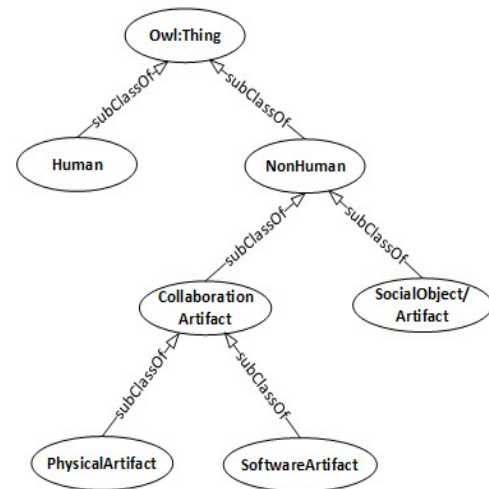 Owl:Thing
subClassOf
subClassOf
Human
NonHuman
subClassOf
subClassOf
Collaboration
Artifact
SocialObject/
Artifact
subClassOf
subClassOf
PhysicalArtifact
SoftwareArtifact